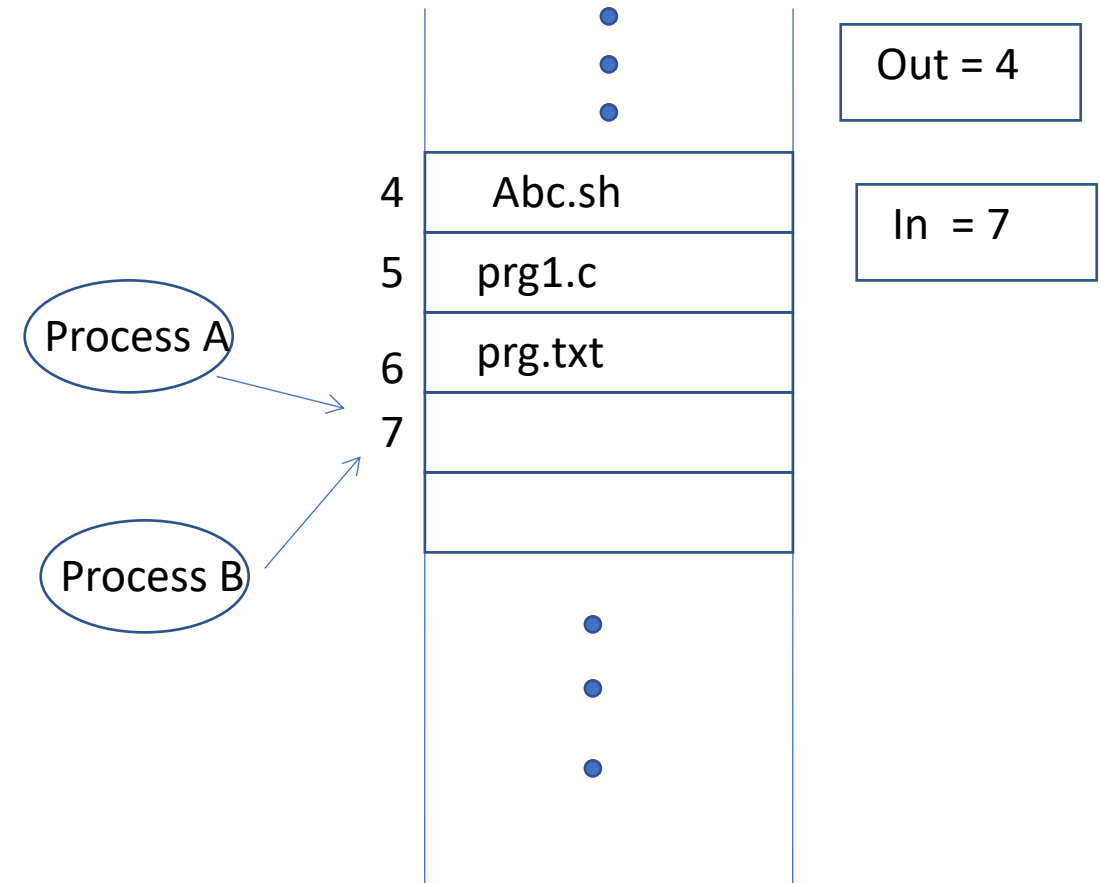 Out = 4
4 Abc.sh
In = 7
5 prg1.c
Process A
6 prg.txt
7
Process B